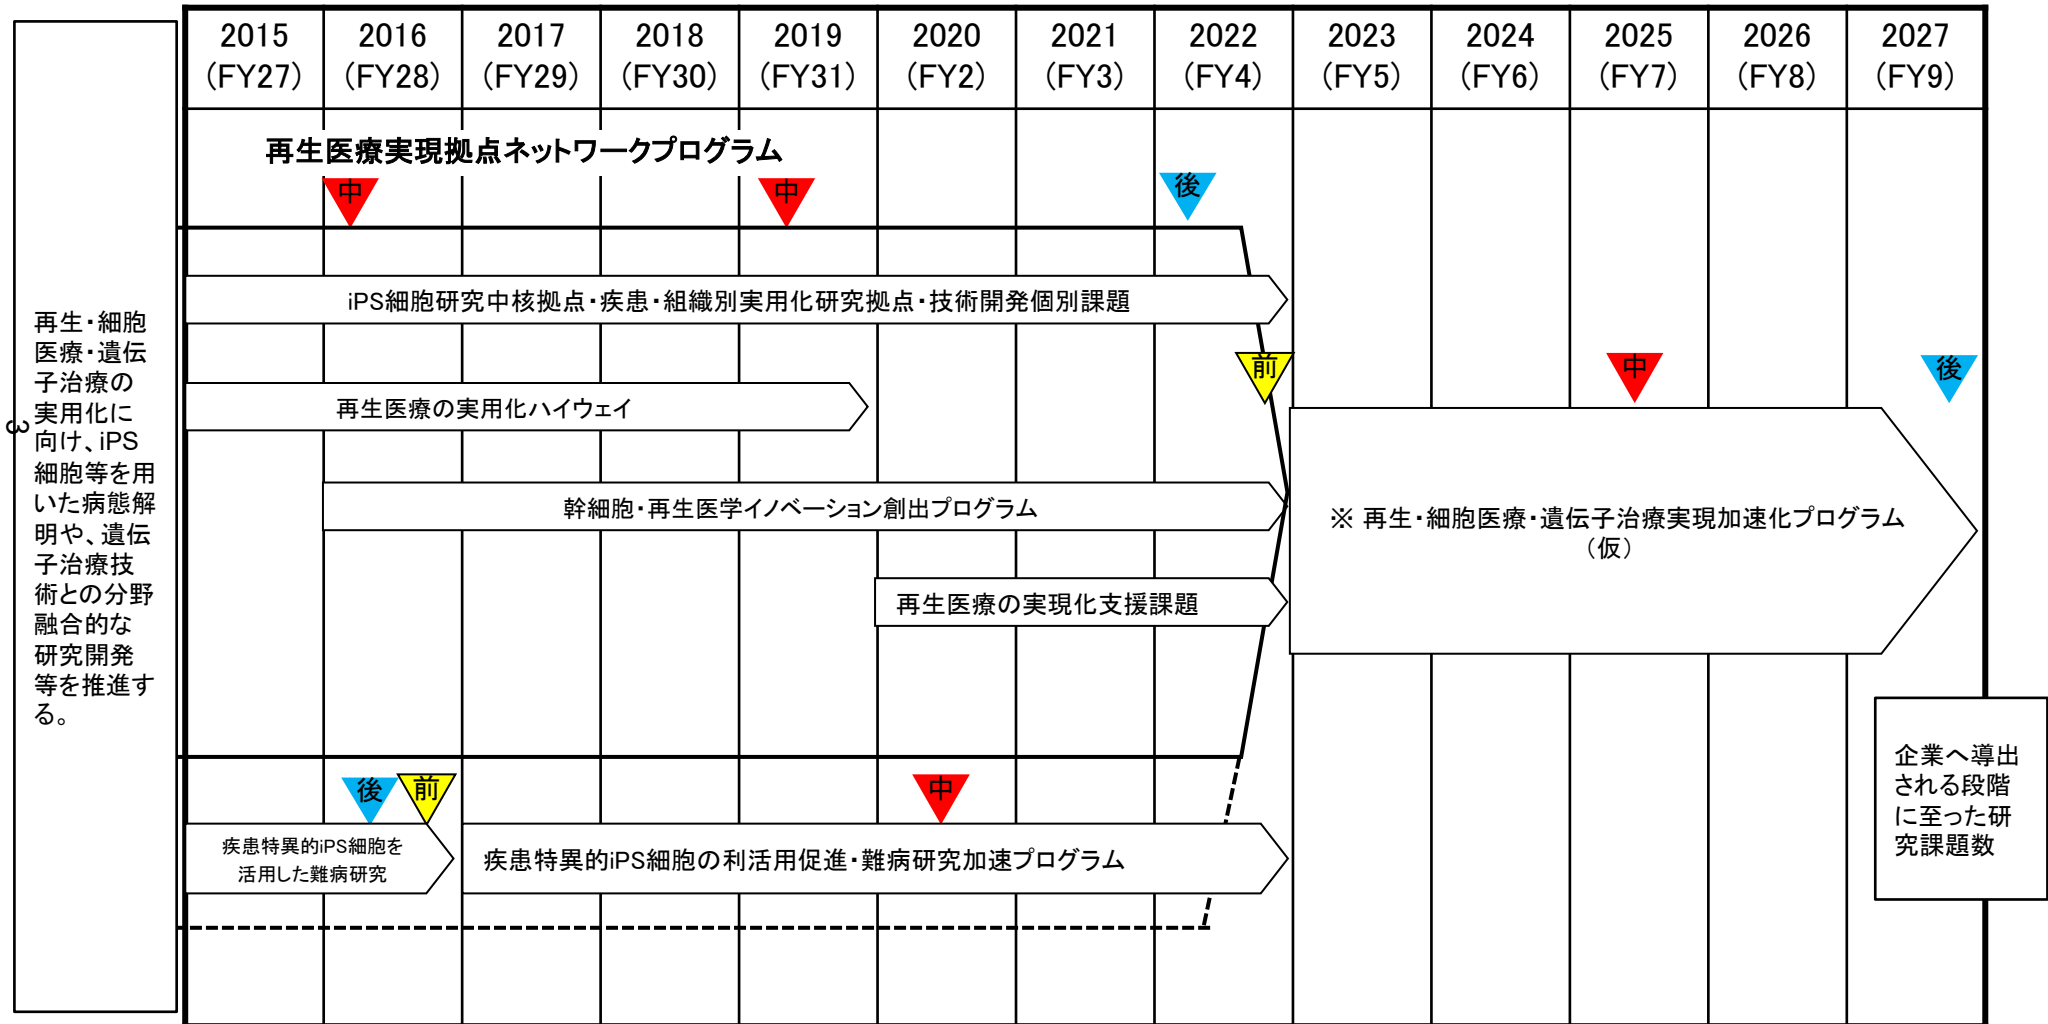 2015
(FY27)
2016
(FY28)
2017
(FY29)
2018
(FY30)
2019
(FY31)
2020
(FY2)
2021
(FY3)
2022
(FY4)
2023
(FY5)
2024
(FY6)
2025
(FY7)
2026
(FY8)
2027
(FY9)
3
再生・細胞
医療・遺伝
子治療の
実用化に
向け、iPS
細胞等を用
いた病態解
明や、遺伝
子治療技
術との分野
融合的な
研究開発
等を推進す
る。
再生医療実現拠点ネットワークプログラム
中
中
後
iPS細胞研究中核拠点・疾患・組織別実用化研究拠点・技術開発個別課題
前
中
後
再生医療の実用化ハイウェイ
幹細胞・再生医学イノベーション創出プログラム
※ 再生・細胞医療・遺伝子治療実現加速化プログラム
（仮）
再生医療の実現化支援課題
後
前
中
疾患特異的iPS細胞を
活用した難病研究
疾患特異的iPS細胞の利活用促進・難病研究加速プログラム
企業へ導出
される段階
に至った研
究課題数